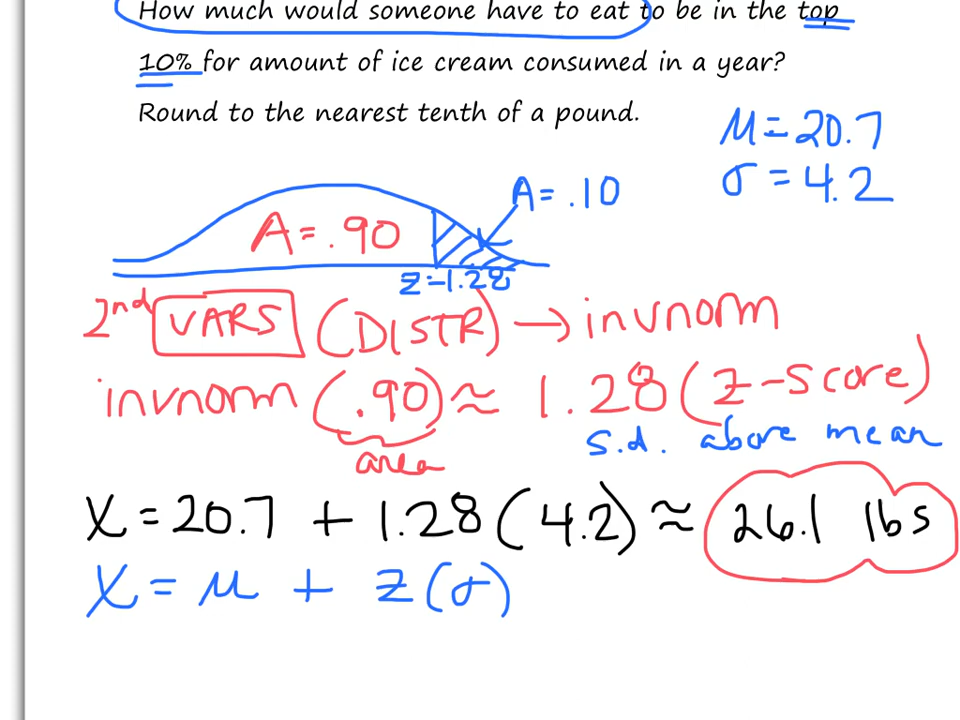 How much would someone have to eat to be in the top
10% for amount of ice cream consumed in a year?
Round to the nearest tenth of a pound.
μ = 20.7
σ = 4.2
A = .10
A = .90
z=1.28
2nd VARS (DISTR) → invnorm
invnorm (.90) ≈ 1.28 (z-score)
area
s.d. above mean
X = 20.7 + 1.28 (4.2) ≈ 26.1 lbs
X = μ + z(σ)